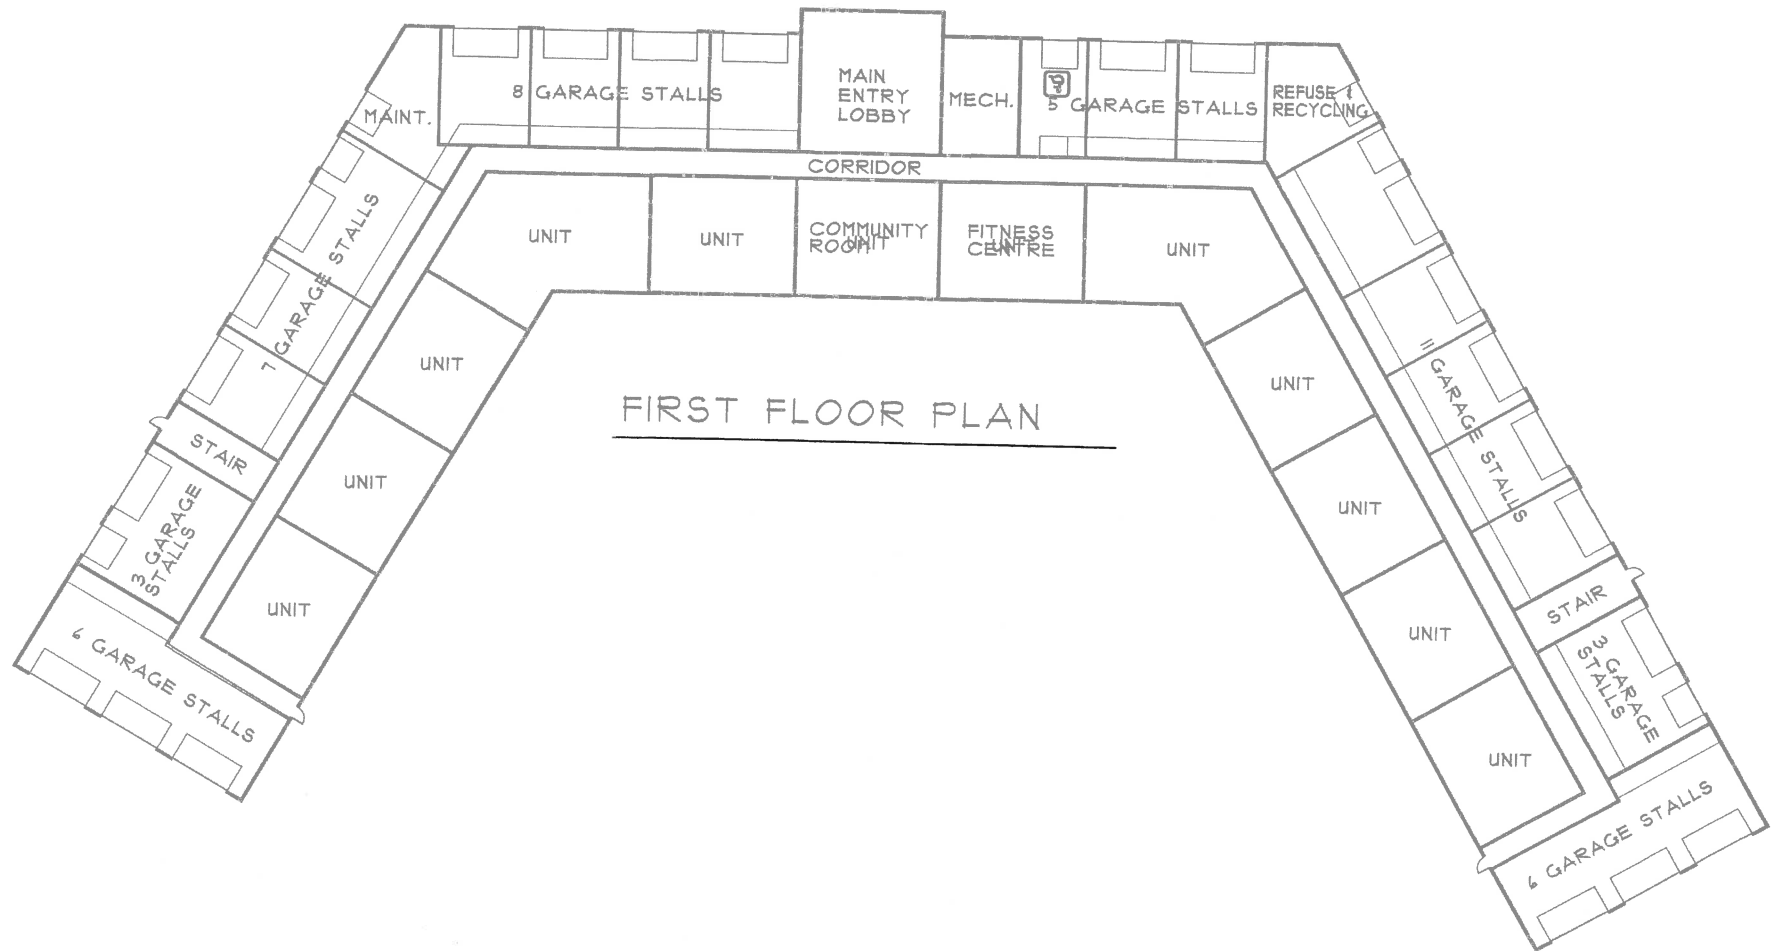 MAIN
ENTRY
LOBBY
8 GARAGE STALLS
MECH.
5 GARAGE STALLS
REFUSE &
RECYCLING
MAINT.
CORRIDOR
UNIT
UNIT
COMMUNITY
ROOM
UNIT
FITNESS
CENTRE
UNIT
UNIT
7 GARAGE STALLS
UNIT
UNIT
11 GARAGE STALLS
FIRST FLOOR PLAN
STAIR
UNIT
UNIT
3 GARAGE
STALLS
UNIT
STAIR
UNIT
3 GARAGE
STALLS
6 GARAGE STALLS
UNIT
6 GARAGE STALLS